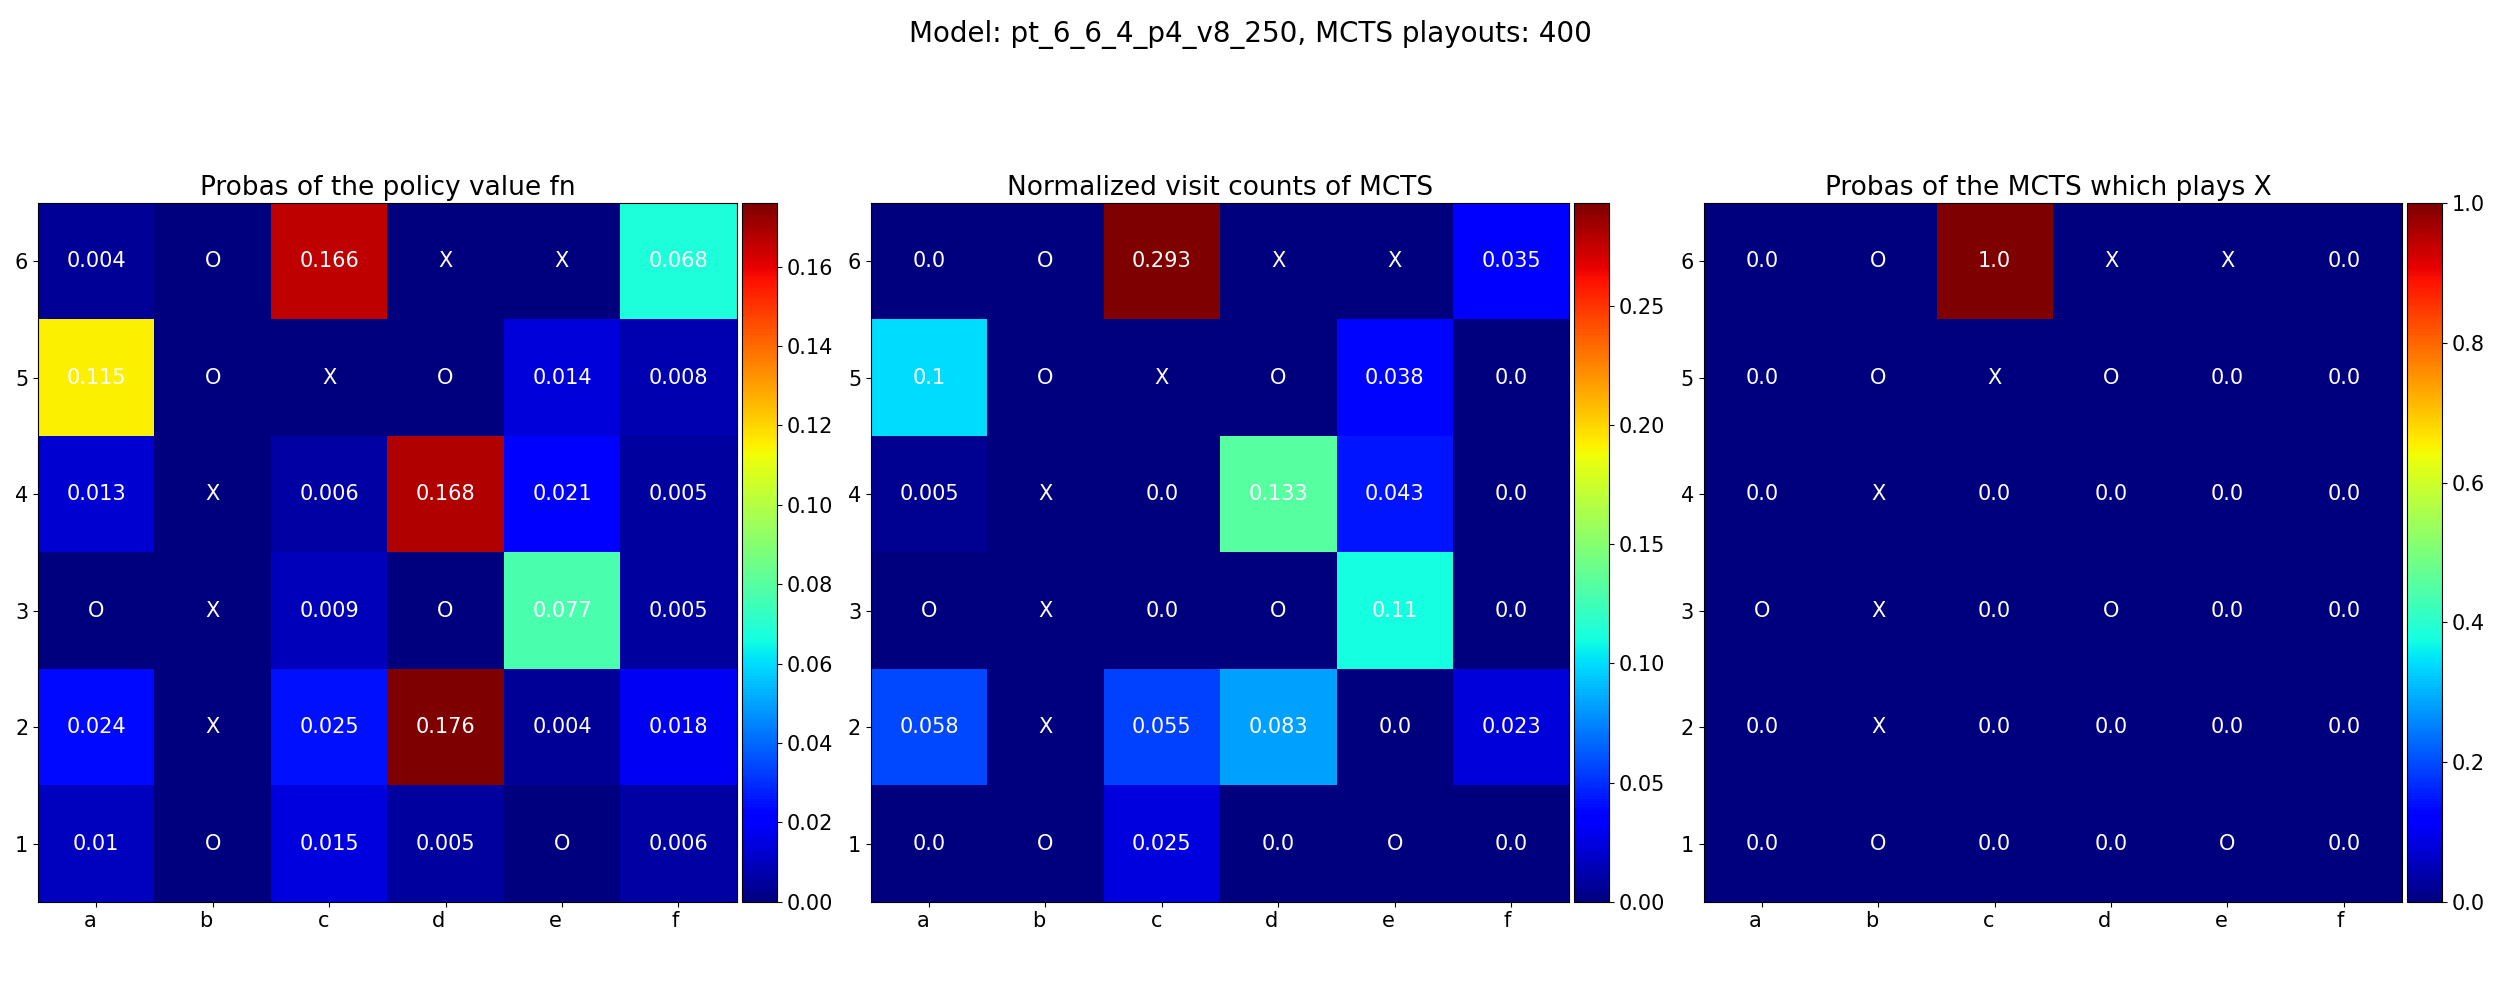 Model: pt_6_6_4_p4_v8_250, MCTS playouts: 400
Probas of the policy value fn
6 0.004 O 0.166 X X 0.068
5 0.115 O X O 0.014 0.008
4 0.013 X 0.006 0.168 0.021 0.005
3 O X 0.009 O 0.077 0.005
2 0.024 X 0.025 0.176 0.004 0.018
1 0.01 O 0.015 0.005 O 0.006
a b c d e f
0.16
0.14
0.12
0.10
0.08
0.06
0.04
0.02
0.00
Normalized visit counts of MCTS
6 0.0 O 0.293 X X 0.035
5 0.1 O X O 0.038 0.0
4 0.005 X 0.0 0.133 0.043 0.0
3 O X 0.0 O 0.11 0.0
2 0.058 X 0.055 0.083 0.0 0.023
1 0.0 O 0.025 0.0 O 0.0
a b c d e f
0.25
0.20
0.15
0.10
0.05
0.00
Probas of the MCTS which plays X
6 0.0 O 1.0 X X 0.0
5 0.0 O X O 0.0 0.0
4 0.0 X 0.0 0.0 0.0 0.0
3 O X 0.0 O 0.0 0.0
2 0.0 X 0.0 0.0 0.0 0.0
1 0.0 O 0.0 0.0 O 0.0
a b c d e f
1.0
0.8
0.6
0.4
0.2
0.0